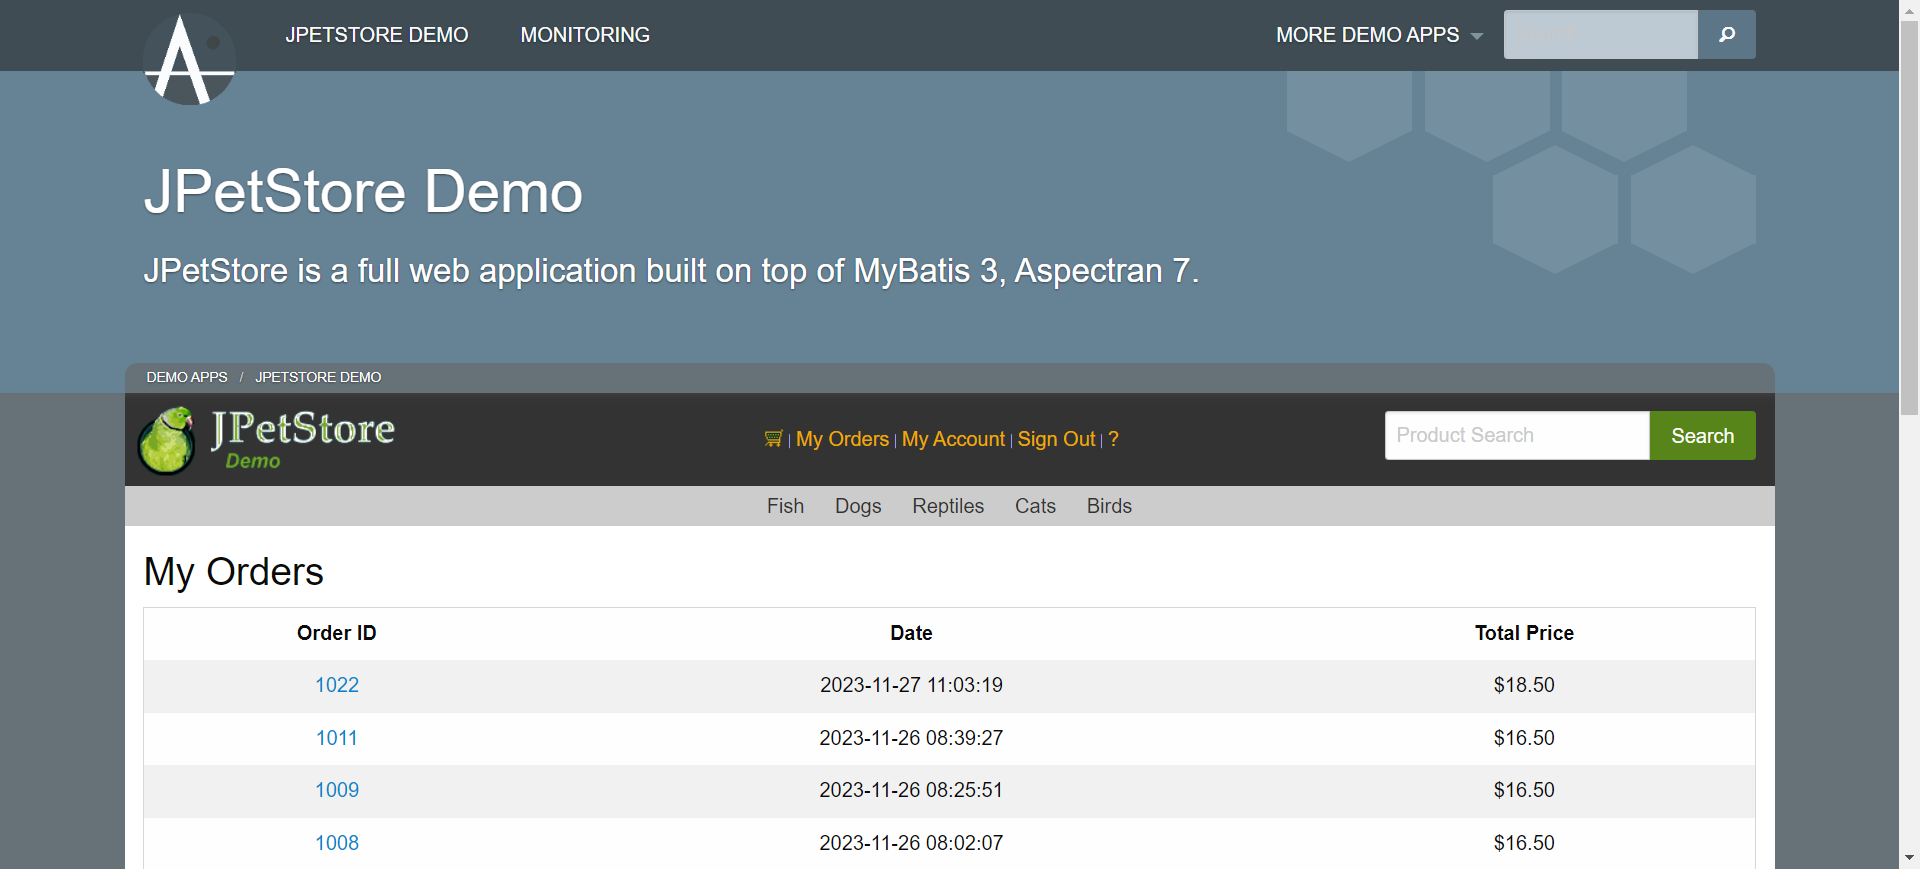 JPETSTORE DEMO MONITORING MORE DEMO APPS
JPetStore Demo
JPetStore is a full web application built on top of MyBatis 3, Aspectran 7.
DEMO APPS / JPETSTORE DEMO
JPetStore
Demo
| My Orders | My Account | Sign Out | ?
Product Search Search
Fish Dogs Reptiles Cats Birds
My Orders
Order ID Date Total Price
1022 2023-11-27 11:03:19 $18.50
1011 2023-11-26 08:39:27 $16.50
1009 2023-11-26 08:25:51 $16.50
1008 2023-11-26 08:02:07 $16.50